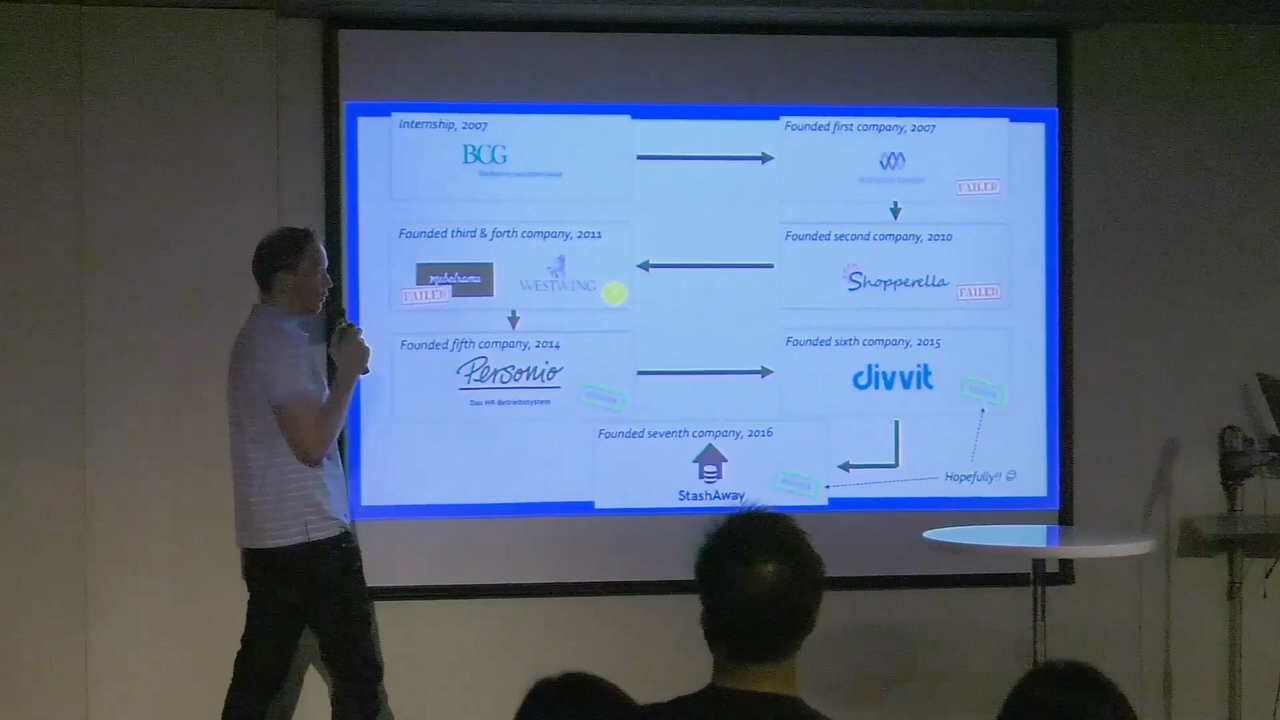 Internship, 2007
BCG
Founded first company, 2007
FAILED
Founded third & forth company, 2011
FAILED
WESTWING
Founded second company, 2010
Shopperella
FAILED
Founded fifth company, 2014
Personio
Das HR-Betriebssystem
Founded sixth company, 2015
divvit
Founded seventh company, 2016
StashAway
Hopefully!! ☺